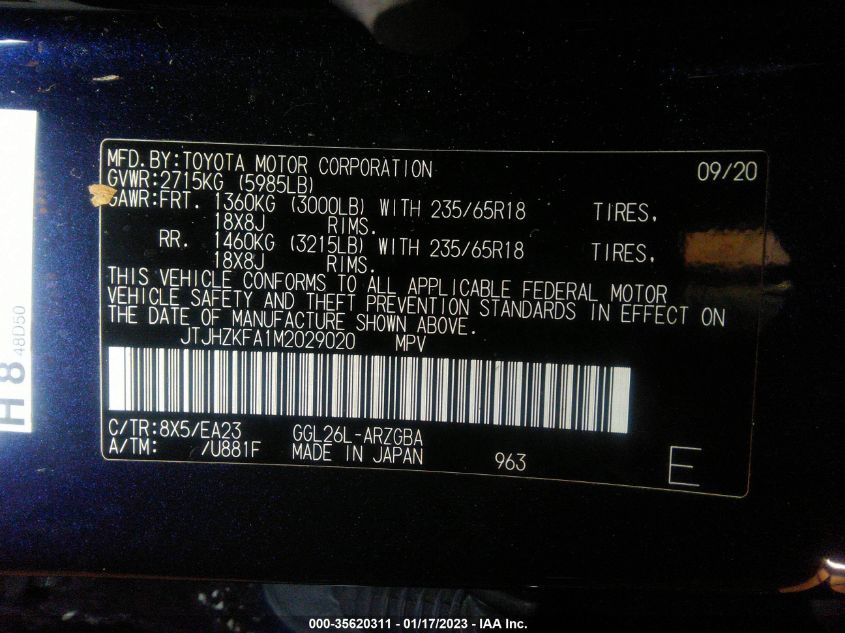 MFD.BY:TOYOTA MOTOR CORPORATION 09/20
GVWR:2715KG (5985LB)
GAWR:FRT. 1360KG (3000LB) WITH 235/65R18 TIRES,
18X8J RIMS.
RR. 1460KG (3215LB) WITH 235/65R18 TIRES,
18X8J RIMS.
THIS VEHICLE CONFORMS TO ALL APPLICABLE FEDERAL MOTOR
VEHICLE SAFETY AND THEFT PREVENTION STANDARDS IN EFFECT ON
THE DATE OF MANUFACTURE SHOWN ABOVE.
JTJHZKFA1M2029020 MPV
C/TR:8X5/EA23 GGL26L-ARZGBA
A/TM: /U881F MADE IN JAPAN 963 E
H 8
48D50
000-35620311 - 01/17/2023 - IAA Inc.